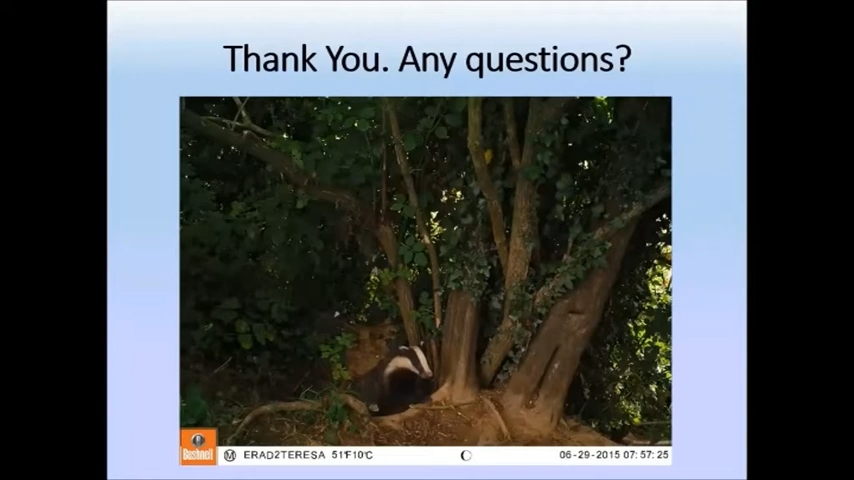 Thank You. Any questions?
Bushnell
M ERAD2TERESA 51°F10°C 06-29-2015 07:57:25